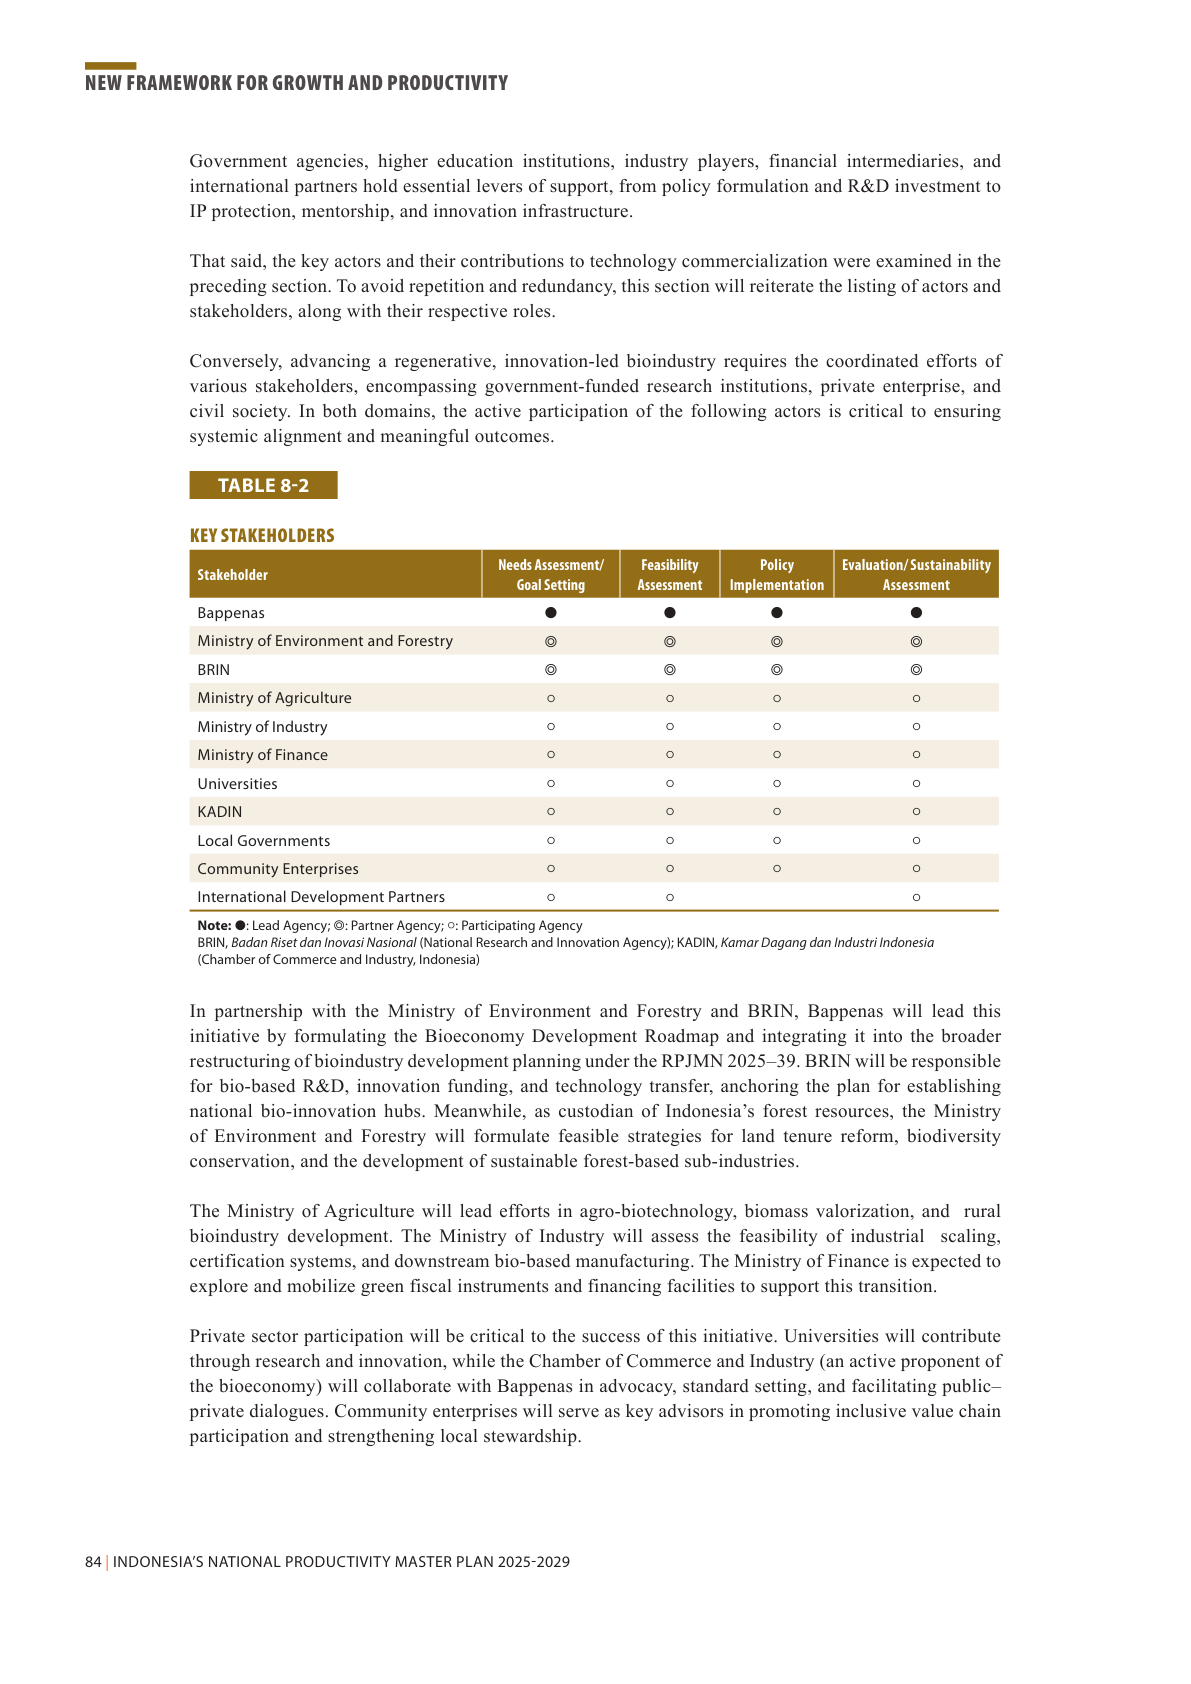 NEW FRAMEWORK FOR GROWTH AND PRODUCTIVITY
Government agencies, higher education institutions, industry players, financial intermediaries, and
international partners hold essential levers of support, from policy formulation and R&D investment to
IP protection, mentorship, and innovation infrastructure.
That said, the key actors and their contributions to technology commercialization were examined in the
preceding section. To avoid repetition and redundancy, this section will reiterate the listing of actors and
stakeholders, along with their respective roles.
Conversely, advancing a regenerative, innovation-led bioindustry requires the coordinated efforts of
various stakeholders, encompassing government-funded research institutions, private enterprise, and
civil society. In both domains, the active participation of the following actors is critical to ensuring
systemic alignment and meaningful outcomes.
TABLE 8-2
KEY STAKEHOLDERS
Stakeholder Needs Assessment/ Goal Setting Feasibility Assessment Policy Implementation Evaluation/ Sustainability Assessment
Bappenas ● ● ● ●
Ministry of Environment and Forestry ◎ ◎ ◎ ◎
BRIN ◎ ◎ ◎ ◎
Ministry of Agriculture ○ ○ ○ ○
Ministry of Industry ○ ○ ○ ○
Ministry of Finance ○ ○ ○ ○
Universities ○ ○ ○ ○
KADIN ○ ○ ○ ○
Local Governments ○ ○ ○ ○
Community Enterprises ○ ○ ○ ○
International Development Partners ○ ○ ○
Note: ●: Lead Agency; ◎: Partner Agency; ○: Participating Agency
BRIN, Badan Riset dan Inovasi Nasional (National Research and Innovation Agency); KADIN, Kamar Dagang dan Industri Indonesia
(Chamber of Commerce and Industry, Indonesia)
In partnership with the Ministry of Environment and Forestry and BRIN, Bappenas will lead this
initiative by formulating the Bioeconomy Development Roadmap and integrating it into the broader
restructuring of bioindustry development planning under the RPJMN 2025–39. BRIN will be responsible
for bio-based R&D, innovation funding, and technology transfer, anchoring the plan for establishing
national bio-innovation hubs. Meanwhile, as custodian of Indonesia’s forest resources, the Ministry
of Environment and Forestry will formulate feasible strategies for land tenure reform, biodiversity
conservation, and the development of sustainable forest-based sub-industries.
The Ministry of Agriculture will lead efforts in agro-biotechnology, biomass valorization, and rural
bioindustry development. The Ministry of Industry will assess the feasibility of industrial scaling,
certification systems, and downstream bio-based manufacturing. The Ministry of Finance is expected to
explore and mobilize green fiscal instruments and financing facilities to support this transition.
Private sector participation will be critical to the success of this initiative. Universities will contribute
through research and innovation, while the Chamber of Commerce and Industry (an active proponent of
the bioeconomy) will collaborate with Bappenas in advocacy, standard setting, and facilitating public–
private dialogues. Community enterprises will serve as key advisors in promoting inclusive value chain
participation and strengthening local stewardship.
84 | INDONESIA’S NATIONAL PRODUCTIVITY MASTER PLAN 2025-2029